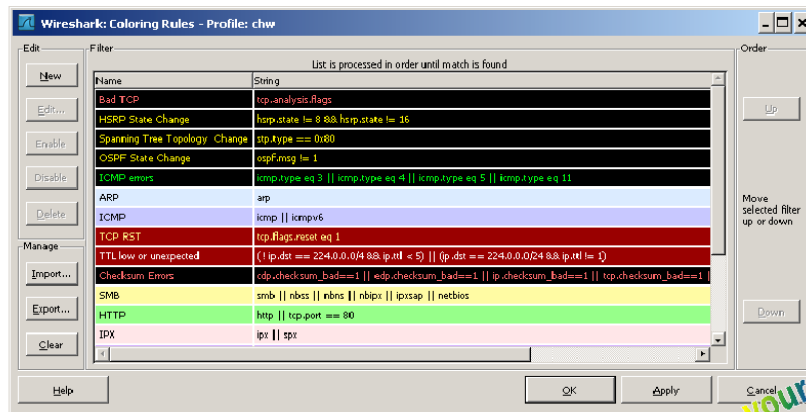 Wireshark: Coloring Rules - Profile: chw
Edit
New
Edit...
Enable
Disable
Delete
Manage
Import...
Export...
Clear
Filter
List is processed in order until match is found
Name String
Bad TCP tcp.analysis.flags
HSRP State Change hsrp.state != 8 && hsrp.state != 16
Spanning Tree Topology Change stp.type == 0x80
OSPF State Change ospf.msg != 1
ICMP errors icmp.type eq 3 || icmp.type eq 4 || icmp.type eq 5 || icmp.type eq 11
ARP arp
ICMP icmp || icmpv6
TCP RST tcp.flags.reset eq 1
TTL low or unexpected (! ip.dst == 224.0.0.0/4 && ip.ttl < 5) || (ip.dst == 224.0.0.0/24 && ip.ttl != 1)
Checksum Errors cdp.checksum_bad==1 || edp.checksum_bad==1 || ip.checksum_bad==1 || tcp.checksum_bad==1 |
SMB smb || nbss || nbns || nbipx || ipxsap || netbios
HTTP http || tcp.port == 80
IPX ipx || spx
Order
Up
Move
selected filter
up or down
Down
Help
OK
Apply
Cancel
your